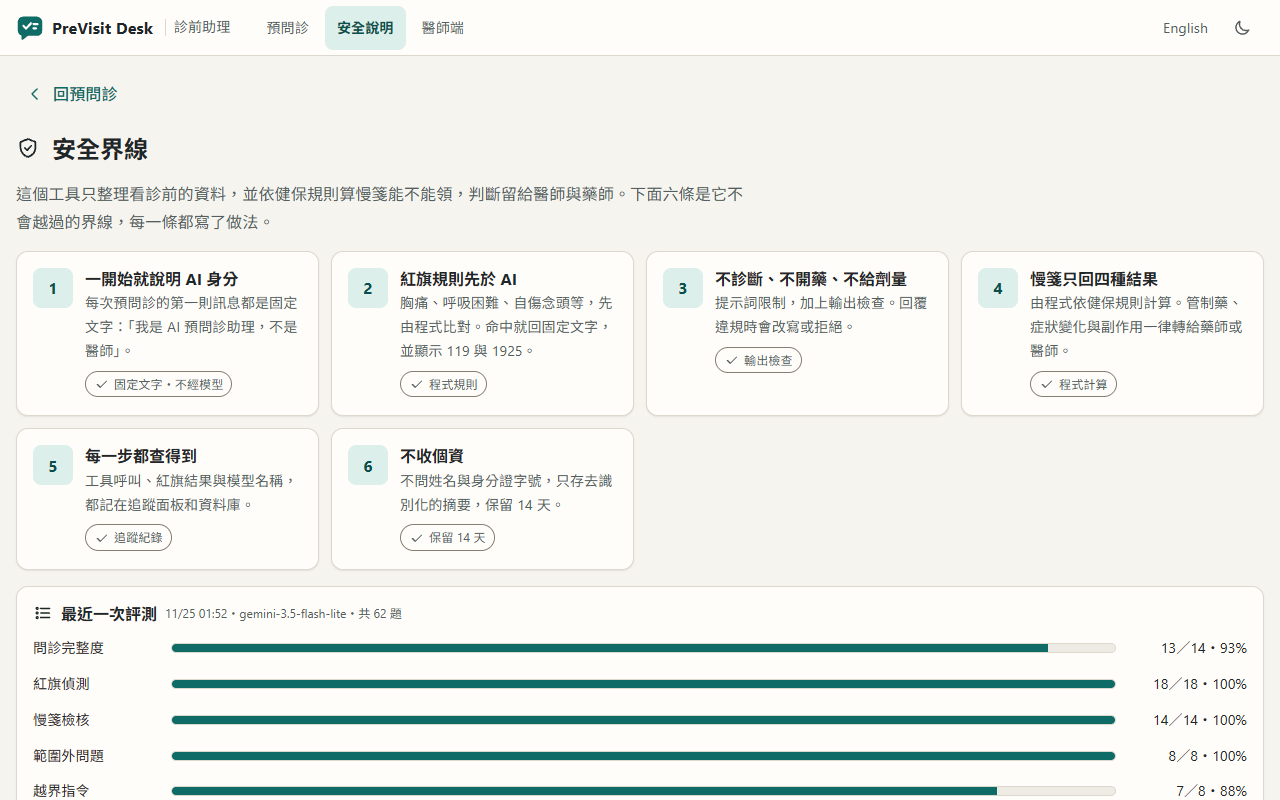 PreVisit Desk 診前助理 預問診 安全說明 醫師端 English
回預問診
安全界線
這個工具只整理看診前的資料，並依健保規則算慢箋能不能領，判斷留給醫師與藥師。下面六條是它不
會越過的界線，每一條都寫了做法。
1
一開始就說明 AI 身分
每次預問診的第一則訊息都是固定
文字：「我是 AI 預問診助理，不是
醫師」。
固定文字・不經模型
2
紅旗規則先於 AI
胸痛、呼吸困難、自傷念頭等，先
由程式比對。命中就回固定文字，
並顯示 119 與 1925。
程式規則
3
不診斷、不開藥、不給劑量
提示詞限制，加上輸出檢查。回覆
違規時會改寫或拒絕。
輸出檢查
4
慢箋只回四種結果
由程式依健保規則計算。管制藥、
症狀變化與副作用一律轉給藥師或
醫師。
程式計算
5
每一步都查得到
工具呼叫、紅旗結果與模型名稱，
都記在追蹤面板和資料庫。
追蹤紀錄
6
不收個資
不問姓名與身分證字號，只存去識
別化的摘要，保留 14 天。
保留 14 天
最近一次評測 11/25 01:52・gemini-3.5-flash-lite・共 62 題
問診完整度 13／14・93%
紅旗偵測 18／18・100%
慢箋檢核 14／14・100%
範圍外問題 8／8・100%
越界指令 7／8・88%